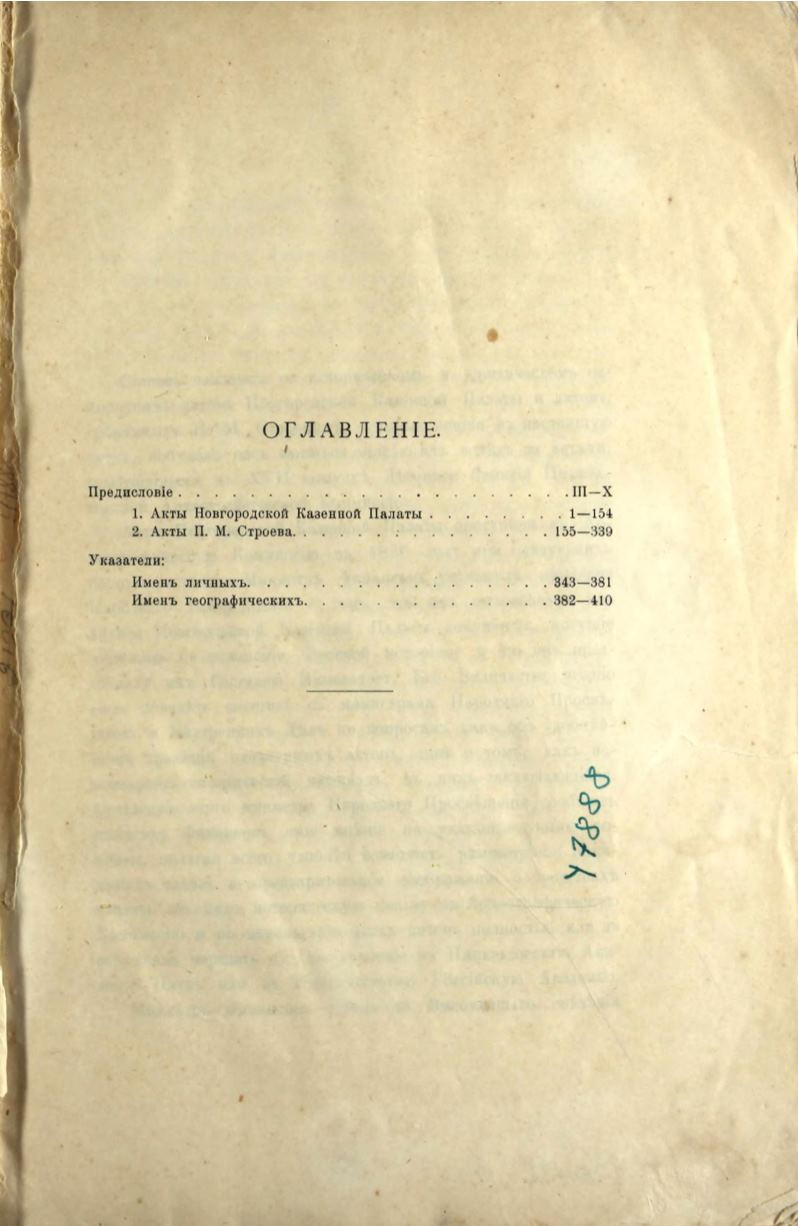 ОГЛАВЛЕНІЕ.
Предисловіе . . . . . . . . . . . . . . . . . . . . . . . III—X
1. Акты Новгородской Казенной Палаты . . . . . . . . 1—154
2. Акты П. М. Строева. . . . . . . . . . . . . . . 155—339
Указатели:
Именъ личныхъ. . . . . . . . . . . . . . . . . . 343—381
Именъ географическихъ. . . . . . . . . . . . . . 382—410
47888